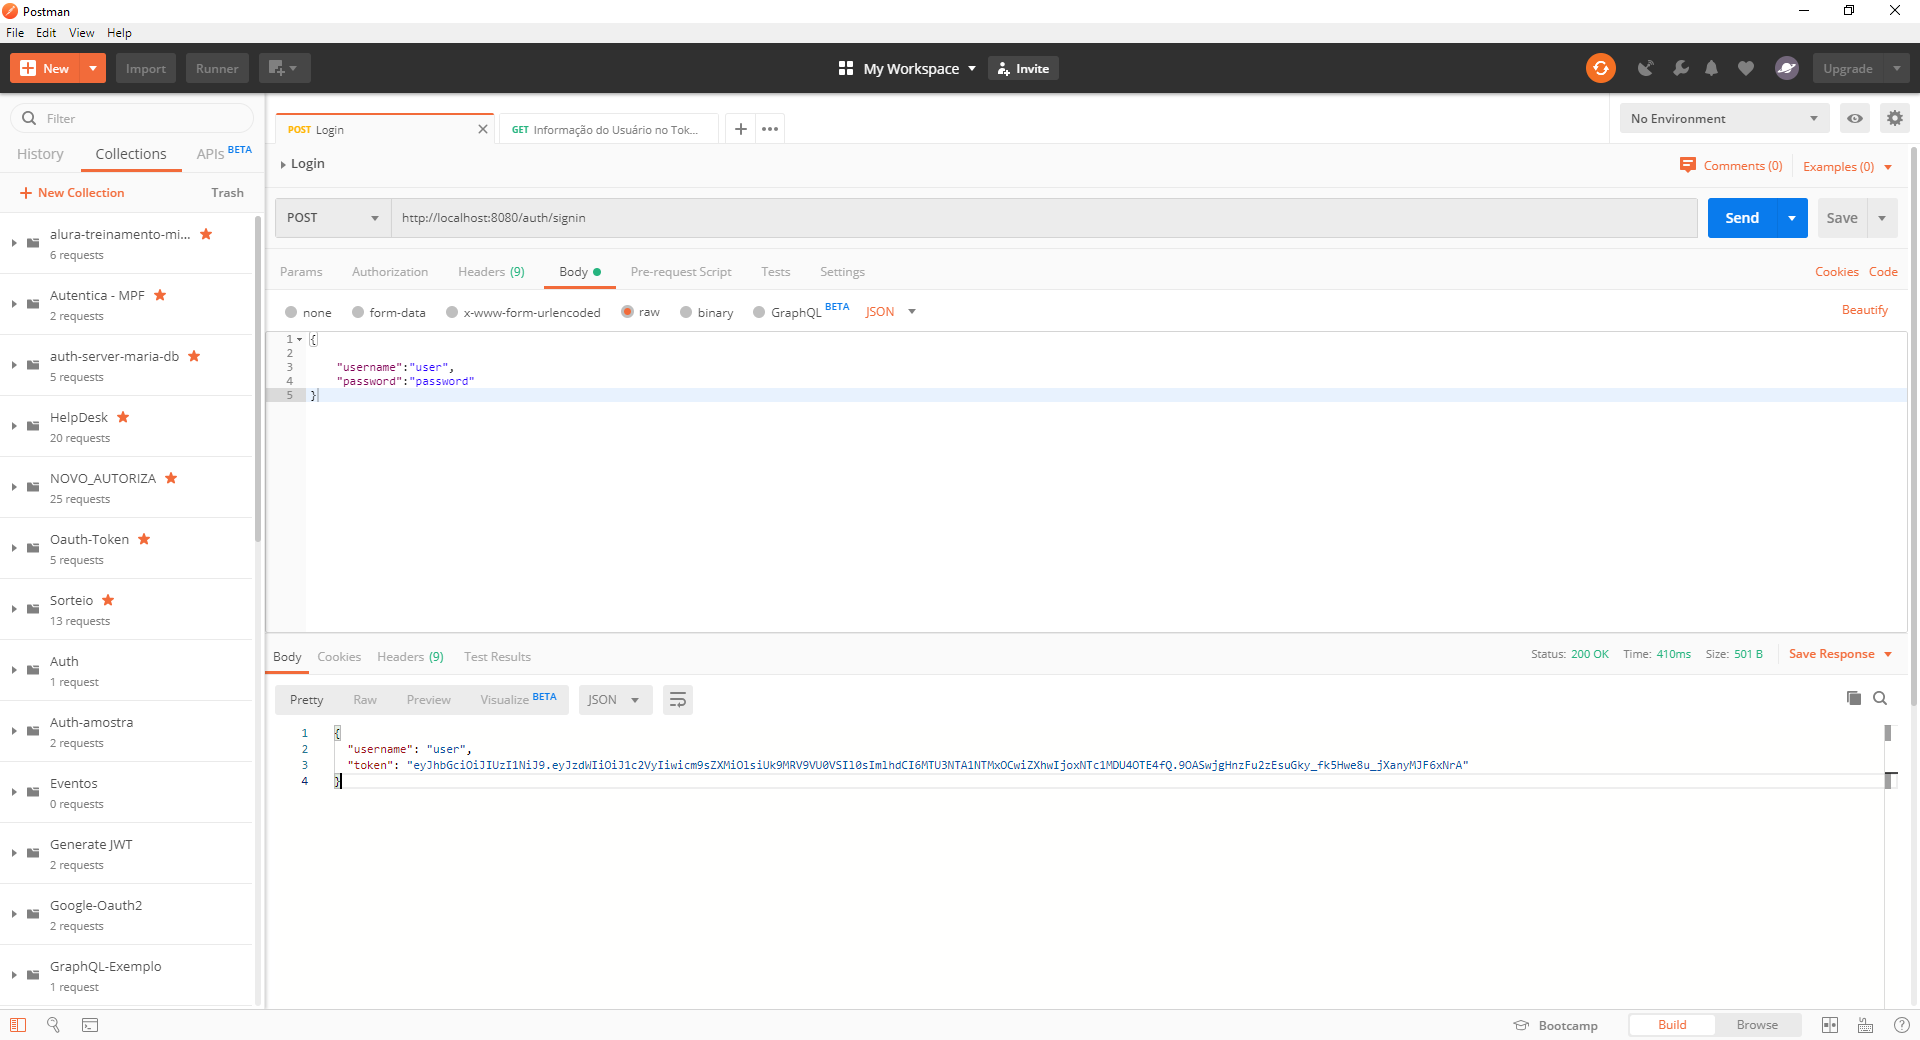 Postman
File Edit View Help
New Import Runner My Workspace Invite Upgrade
Filter
History Collections APIs BETA
New Collection Trash
alura-treinamento-mi...
6 requests
Autentica - MPF
2 requests
auth-server-maria-db
5 requests
HelpDesk
20 requests
NOVO_AUTORIZA
25 requests
Oauth-Token
5 requests
Sorteio
13 requests
Auth
1 request
Auth-amostra
2 requests
Eventos
0 requests
Generate JWT
2 requests
Google-Oauth2
2 requests
GraphQL-Exemplo
1 request
POST Login GET Informação do Usuário no Tok... No Environment
Login Comments (0) Examples (0)
POST http://localhost:8080/auth/signin Send Save
Params Authorization Headers (9) Body Pre-request Script Tests Settings Cookies Code
none form-data x-www-form-urlencoded raw binary GraphQL BETA JSON Beautify
1 {
2
3 "username":"user",
4 "password":"password"
5 }
Body Cookies Headers (9) Test Results Status: 200 OK Time: 410ms Size: 501 B Save Response
Pretty Raw Preview Visualize BETA JSON
1 {
2 "username": "user",
3 "token": "eyJhbGciOiJIUzI1NiJ9.eyJzdWIiOiJ1c2VyIiwicm9sZXMiOlsiUk9MRV9VU0VSIl0sImlhdCI6MTU3NTA1NTMxOCwiZXhwIjoxNTc1MDU4OTE4fQ.9OASwjgHnzFu2zEsuGky_fk5Hwe8u_jXanyMJF6xNrA"
4 }
Bootcamp Build Browse